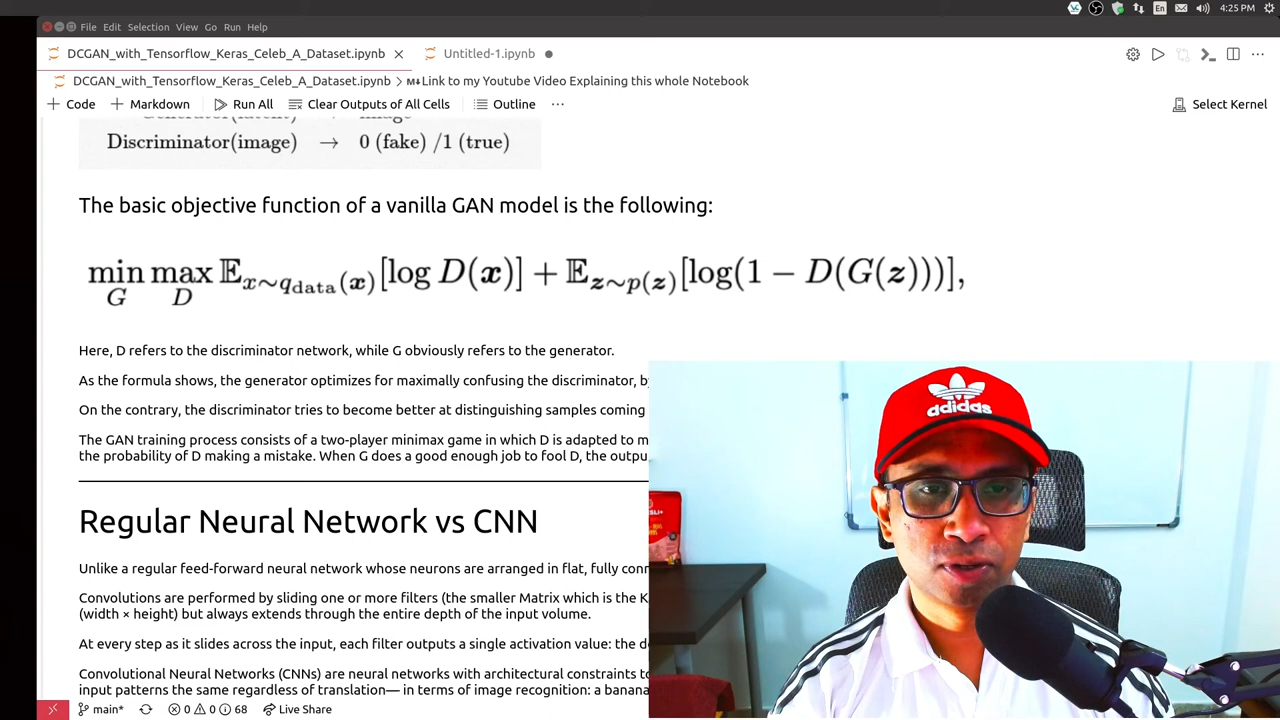 En 4:25 PM
File Edit Selection View Go Run Help
DCGAN_with_Tensorflow_Keras_Celeb_A_Dataset.ipynb Untitled-1.ipynb
DCGAN_with_Tensorflow_Keras_Celeb_A_Dataset.ipynb > M↓Link to my Youtube Video Explaining this whole Notebook
+ Code + Markdown Run All Clear Outputs of All Cells Outline ... Select Kernel
Generator(latent) → image
Discriminator(image) → 0 (fake) /1 (true)
The basic objective function of a vanilla GAN model is the following:
min_G max_D 𝔼_{x∼q_data(x)}[log D(x)] + 𝔼_{z∼p(z)}[log(1 − D(G(z)))],
Here, D refers to the discriminator network, while G obviously refers to the generator.
As the formula shows, the generator optimizes for maximally confusing the discriminator,
On the contrary, the discriminator tries to become better at distinguishing samples coming
The GAN training process consists of a two-player minimax game in which D is adapted to
the probability of D making a mistake. When G does a good enough job to fool D, the
Regular Neural Network vs CNN
Unlike a regular feed-forward neural network whose neurons are arranged in flat, fully
Convolutions are performed by sliding one or more filters (the smaller Matrix which is the
(width × height) but always extends through the entire depth of the input volume.
At every step as it slides across the input, each filter outputs a single activation value: the
Convolutional Neural Networks (CNNs) are neural networks with architectural constraints
input patterns the same regardless of translation— in terms of image recognition: a
adidas
main* 0 0 68 Live Share